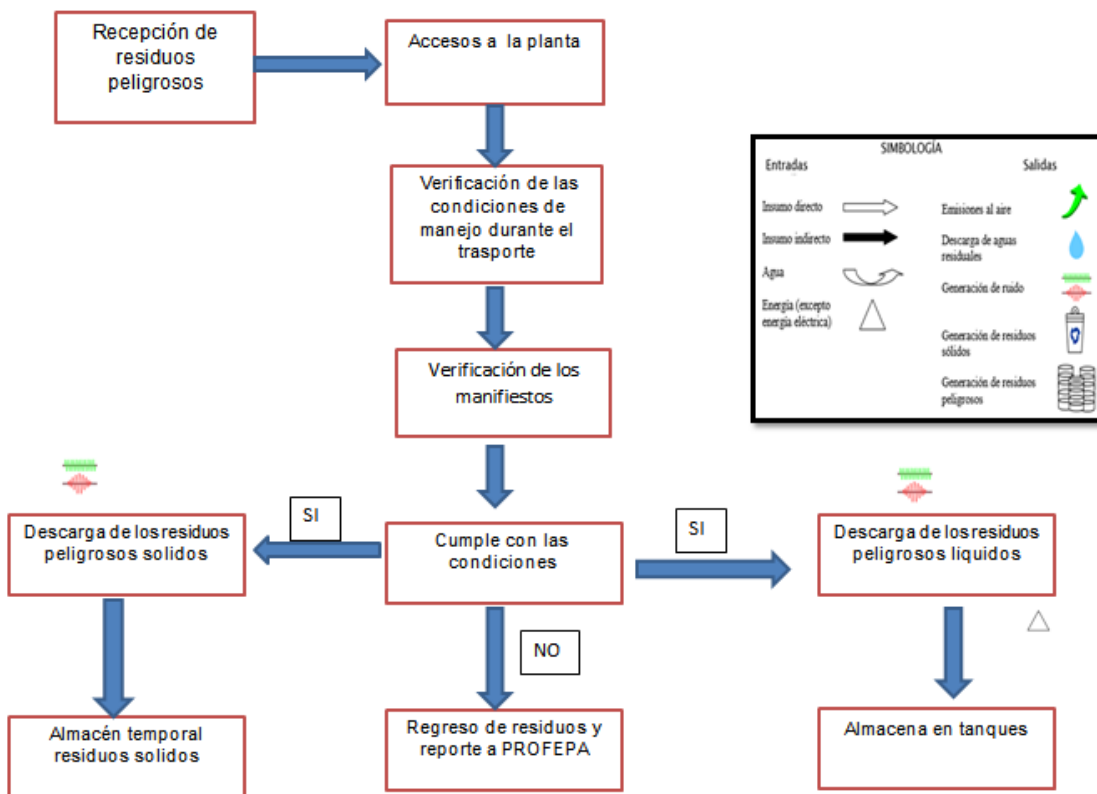 Recepción de
residuos
peligrosos
Accesos a la planta
Verificación de las
condiciones de
manejo durante el
trasporte
Verificación de los
manifiestos
SIMBOLOGÍA
Entradas
Salidas
Insumo directo
Insumo indirecto
Agua
Energía (excepto
energía eléctrica)
Emisiones al aire
Descarga de aguas
residuales
Generación de ruido
Generación de residuos
sólidos
Generación de residuos
peligrosos
Descarga de los residuos
peligrosos solidos
SI
Cumple con las
condiciones
SI
Descarga de los residuos
peligrosos líquidos
NO
Almacén temporal
residuos solidos
Regreso de residuos y
reporte a PROFEPA
Almacena en tanques